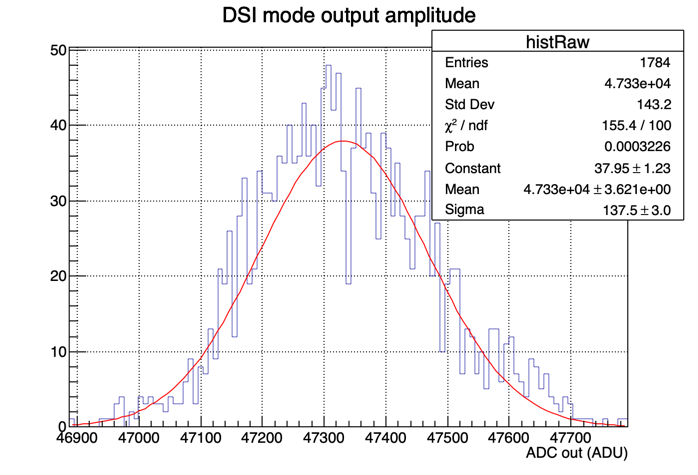 DSI mode output amplitude
histRaw
Entries 1784
Mean 4.733e+04
Std Dev 143.2
χ² / ndf 155.4 / 100
Prob 0.0003226
Constant 37.95 ± 1.23
Mean 4.733e+04 ± 3.621e+00
Sigma 137.5 ± 3.0
50
40
30
20
10
0
46900 47000 47100 47200 47300 47400 47500 47600 47700
ADC out (ADU)